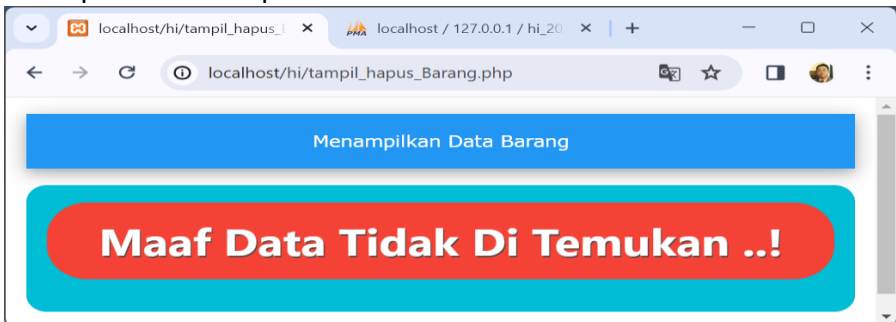 localhost/hi/tampil_hapus_
localhost / 127.0.0.1 / hi_20
localhost/hi/tampil_hapus_Barang.php
Menampilkan Data Barang
Maaf Data Tidak Di Temukan ..!